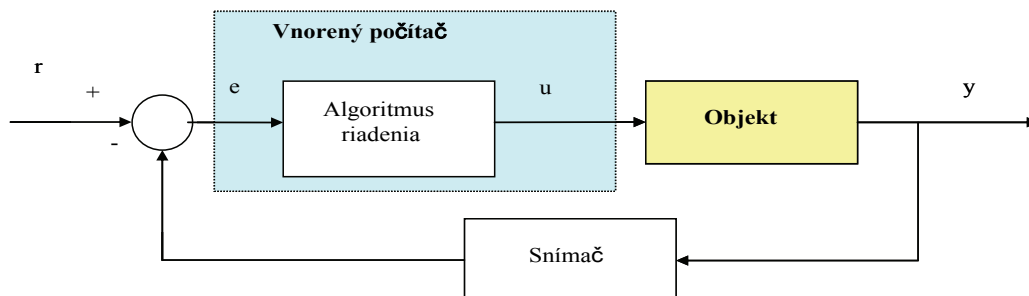 Vnorený počítač
r
+
-
e
Algoritmus
riadenia
u
Objekt
y
Snímač